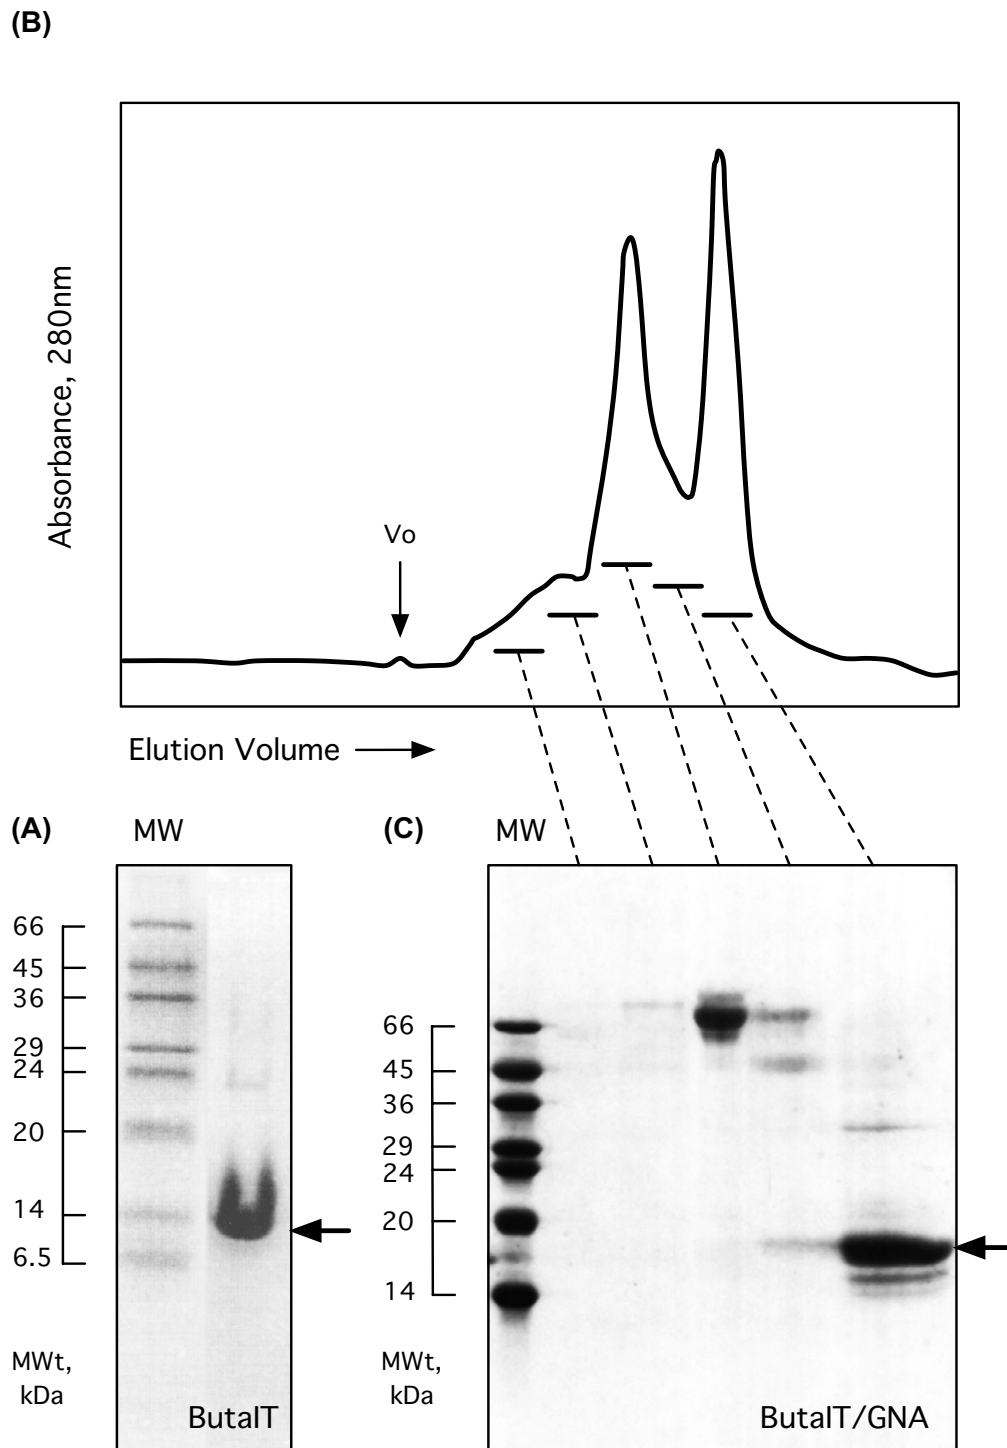 (B)
Absorbance, 280nm
Vo
Elution Volume
(A)
MW
66
45
36
29
24
20
14
6.5
MWt,
kDa
ButaIT
(C)
MW
66
45
36
29
24
20
14
MWt,
kDa
ButaIT/GNA